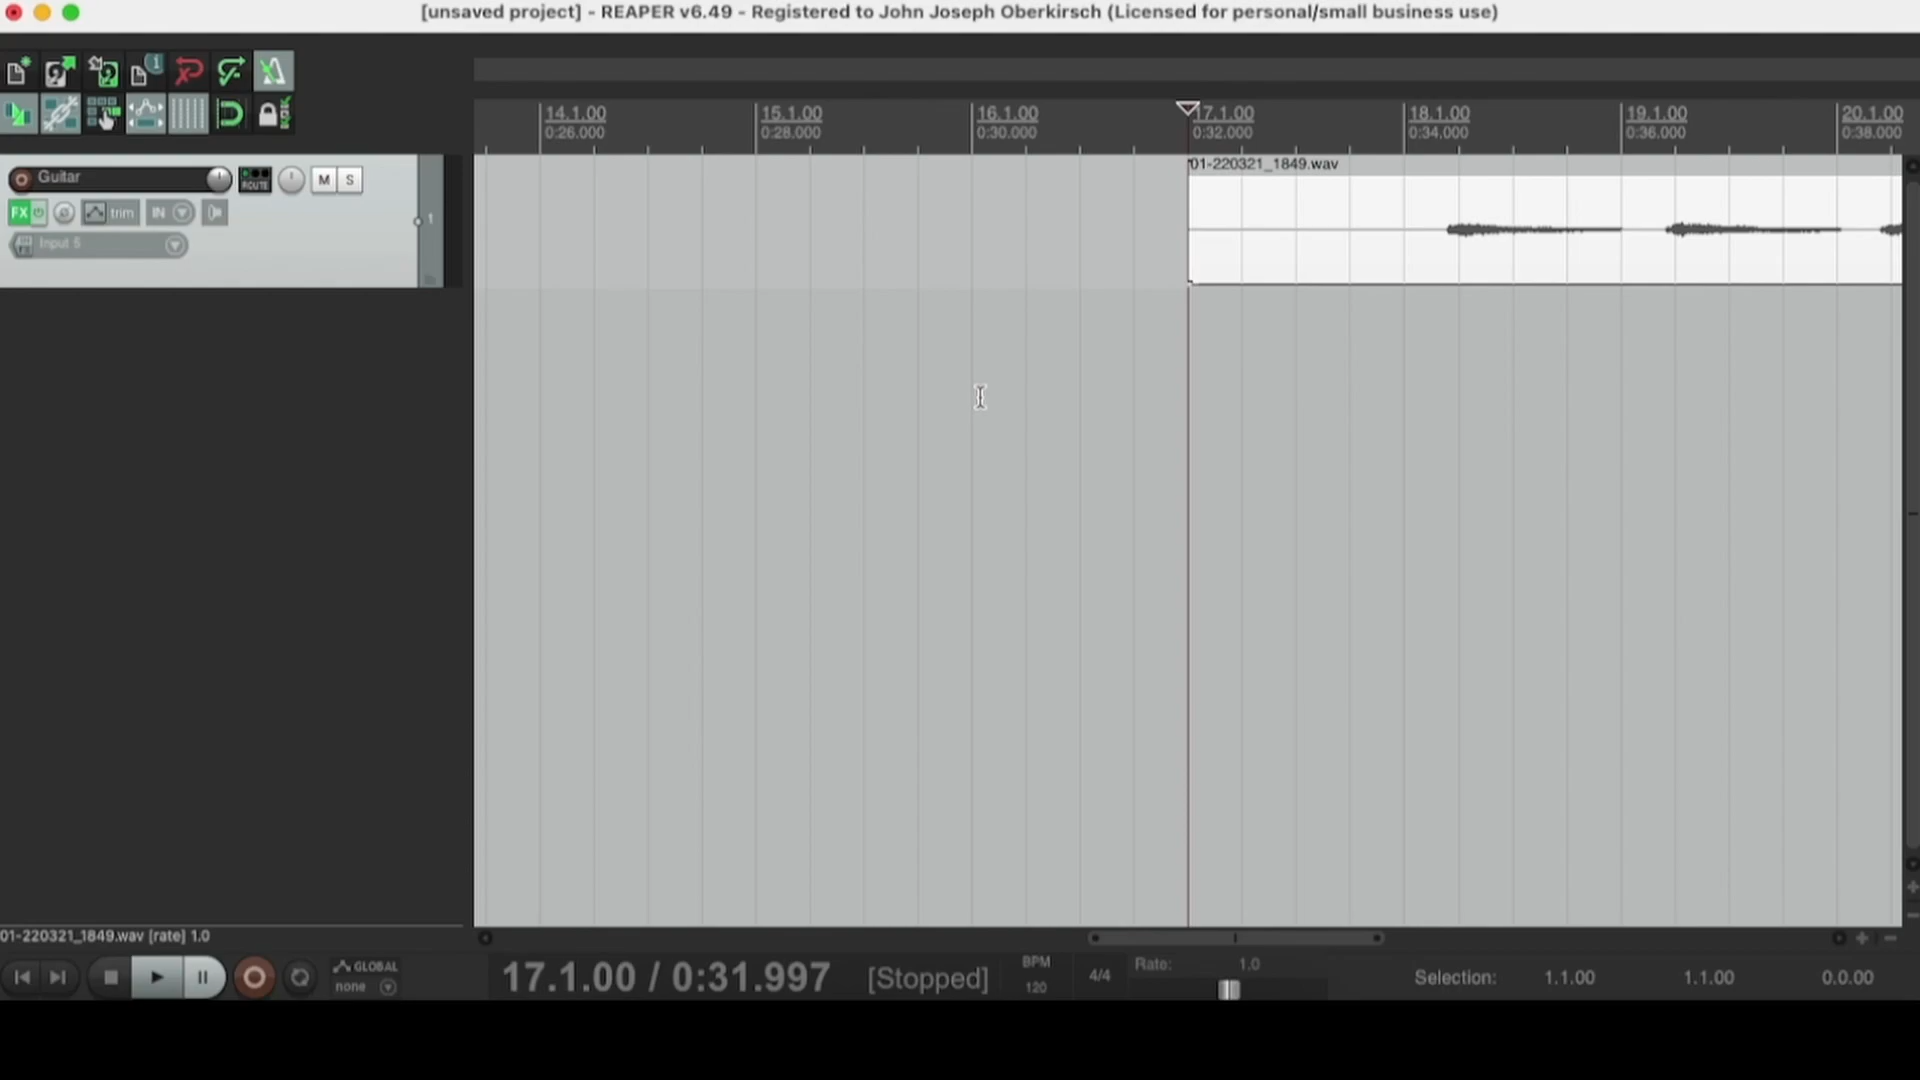 [unsaved project] - REAPER v6.49 - Registered to John Joseph Oberkirsch (Licensed for personal/small business use)
14.1.00 15.1.00 16.1.00 17.1.00 18.1.00 19.1.00 20.1.00
0:26.000 0:28.000 0:30.000 0:32.000 0:34.000 0:36.000 0:38.000
01-220321_1849.wav
Guitar ROUTE M S
FX trim IN
1
01-220321_1849.wav [rate] 1.0
GLOBAL
none
17.1.00 / 0:31.997 [Stopped]
BPM
120
4/4
Rate: 1.0
Selection: 1.1.00 1.1.00 0.0.00